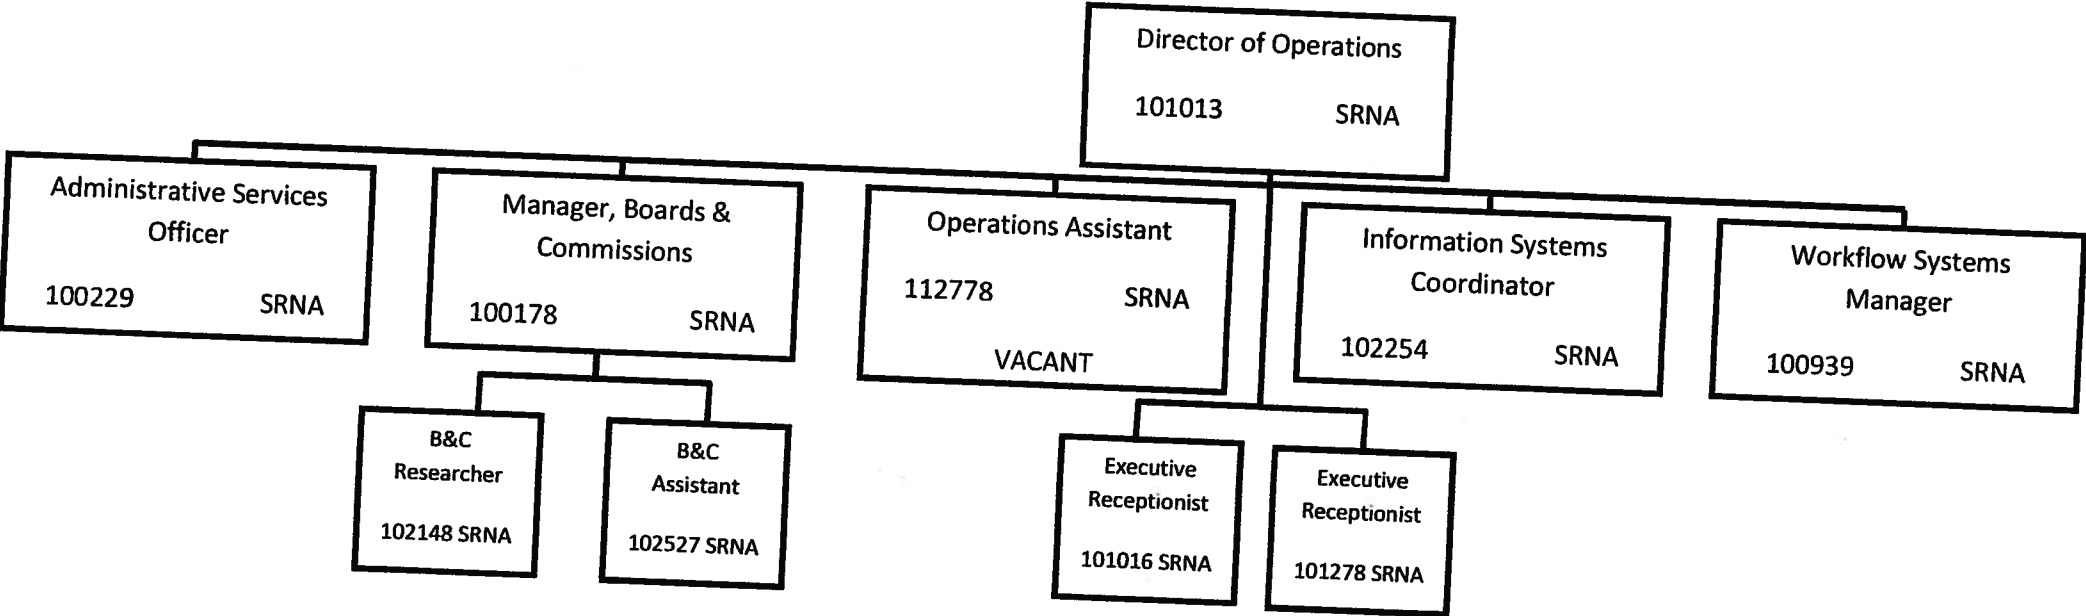 Director of Operations
101013 SRNA
Administrative Services
Officer
100229 SRNA
Manager, Boards &
Commissions
100178 SRNA
Operations Assistant
112778 SRNA
VACANT
Information Systems
Coordinator
102254 SRNA
Workflow Systems
Manager
100939 SRNA
B&C
Researcher
102148 SRNA
B&C
Assistant
102527 SRNA
Executive
Receptionist
101016 SRNA
Executive
Receptionist
101278 SRNA